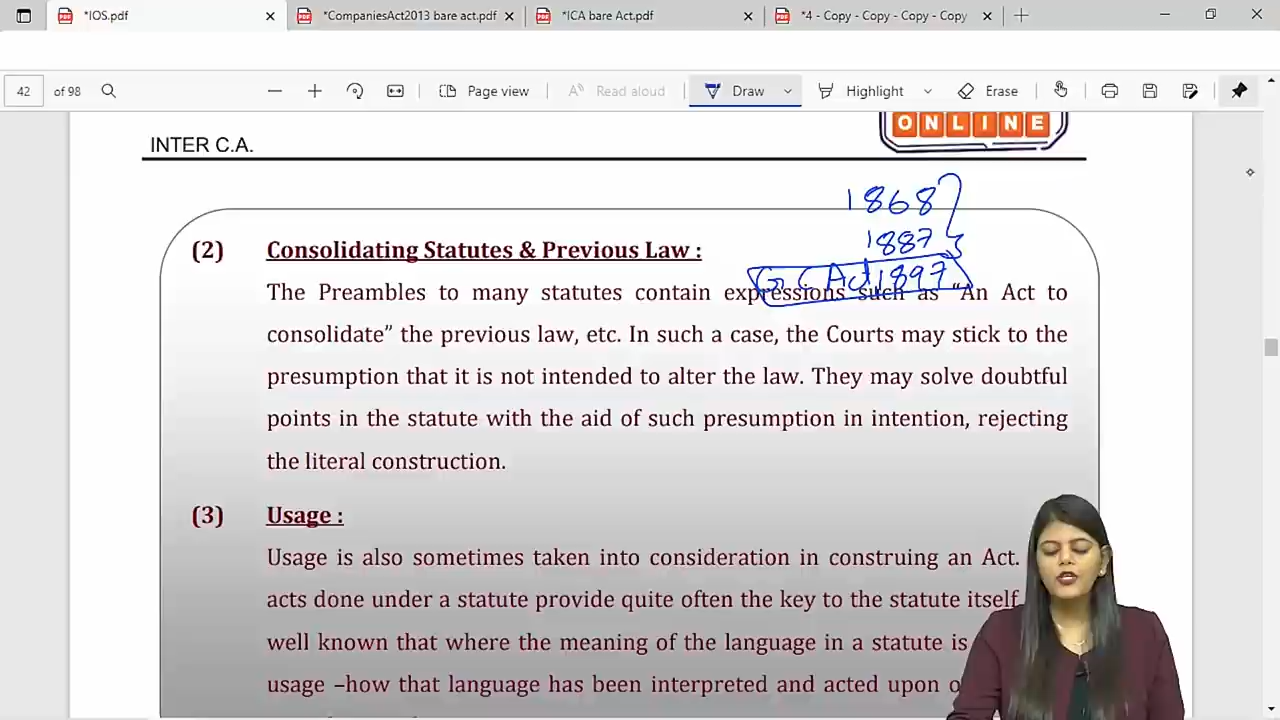 *IOS.pdf
*CompaniesAct2013 bare act.pdf
*ICA bare Act.pdf
*4 - Copy - Copy - Copy - Copy
42 of 98
Page view
Read aloud
Draw
Highlight
Erase
ONLINE
INTER C.A.
1868
1887
G C Act 1897
(2) Consolidating Statutes & Previous Law :
The Preambles to many statutes contain expressions such as “An Act to
consolidate” the previous law, etc. In such a case, the Courts may stick to the
presumption that it is not intended to alter the law. They may solve doubtful
points in the statute with the aid of such presumption in intention, rejecting
the literal construction.
(3) Usage :
Usage is also sometimes taken into consideration in construing an Act.
acts done under a statute provide quite often the key to the statute itself
well known that where the meaning of the language in a statute is
usage –how that language has been interpreted and acted upon